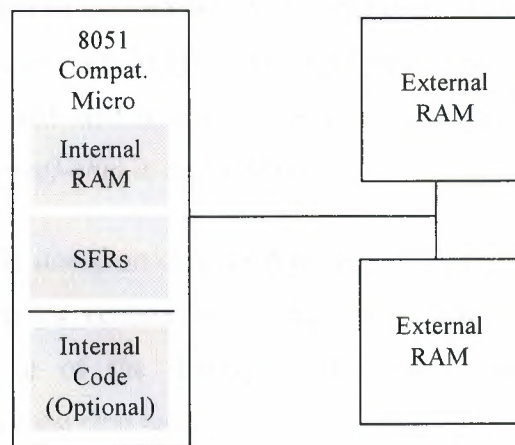 8051
Compat.
Micro
Internal
RAM
SFRs
Internal
Code
(Optional)
External
RAM
External
RAM